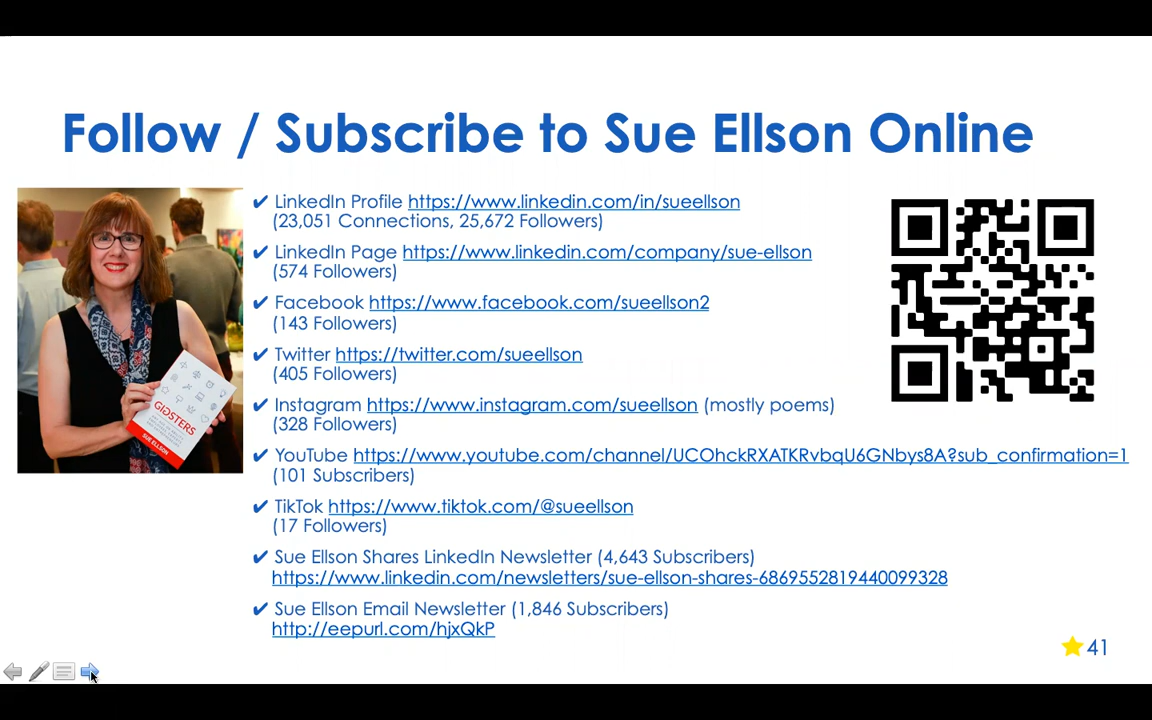 Follow / Subscribe to Sue Ellson Online
✔ LinkedIn Profile https://www.linkedin.com/in/sueellson
(23,051 Connections, 25,672 Followers)
✔ LinkedIn Page https://www.linkedin.com/company/sue-ellson
(574 Followers)
✔ Facebook https://www.facebook.com/sueellson2
(143 Followers)
✔ Twitter https://twitter.com/sueellson
(405 Followers)
✔ Instagram https://www.instagram.com/sueellson (mostly poems)
(328 Followers)
✔ YouTube https://www.youtube.com/channel/UCOhckRXATKRvbqU6GNbys8A?sub_confirmation=1
(101 Subscribers)
✔ TikTok https://www.tiktok.com/@sueellson
(17 Followers)
✔ Sue Ellson Shares LinkedIn Newsletter (4,643 Subscribers)
https://www.linkedin.com/newsletters/sue-ellson-shares-6869552819440099328
✔ Sue Ellson Email Newsletter (1,846 Subscribers)
http://eepurl.com/hjxQkP
GIGSTERS
SUE ELLSON
41